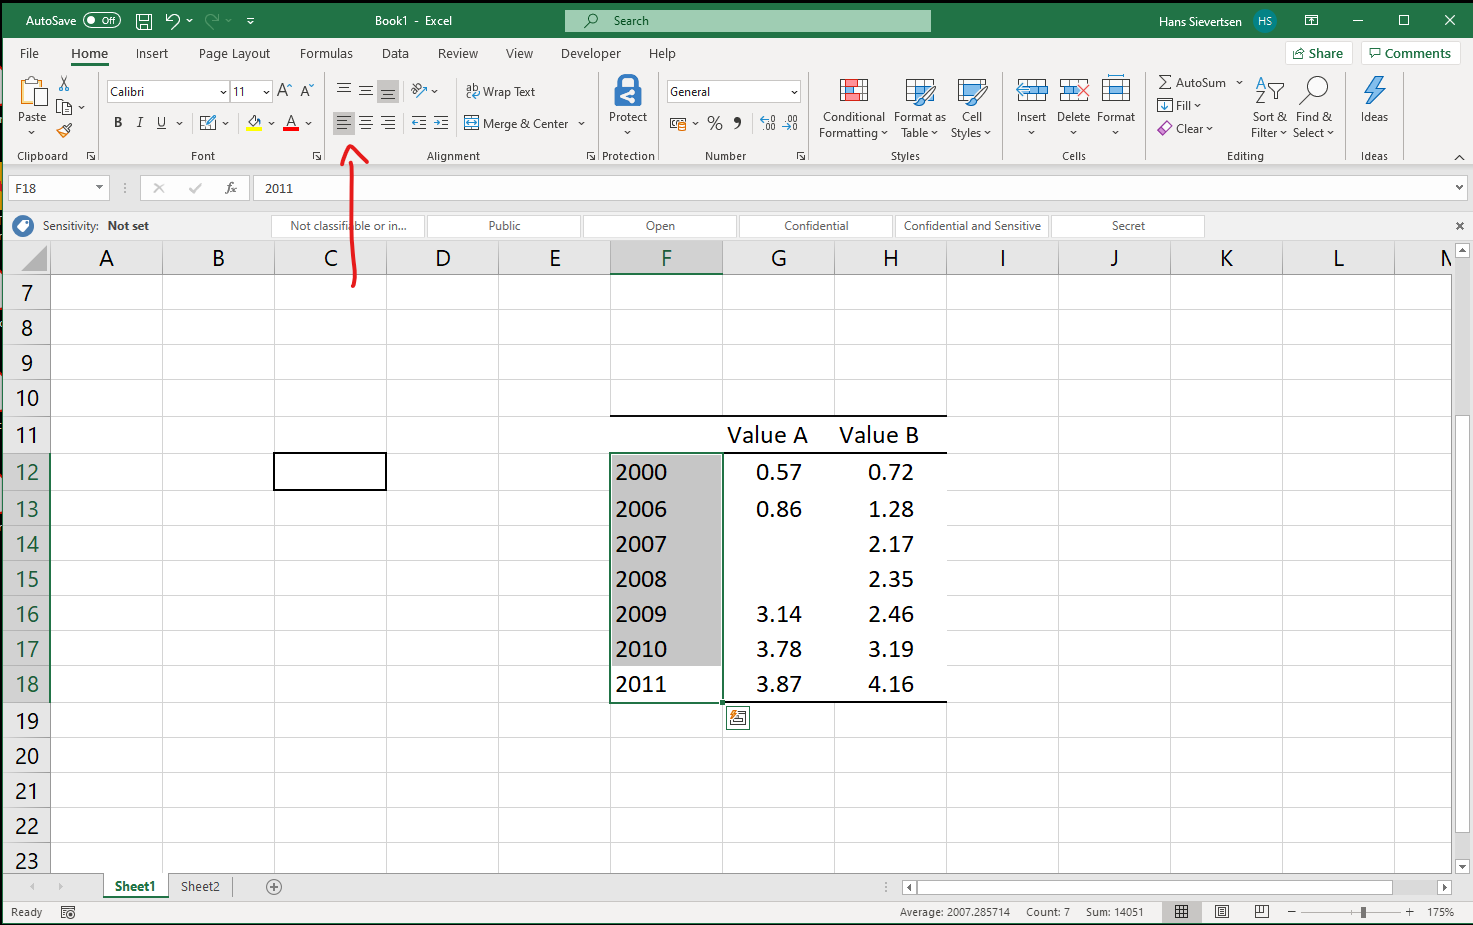 AutoSave Off Book1 - Excel Search Hans Sievertsen HS
File Home Insert Page Layout Formulas Data Review View Developer Help Share Comments
Calibri 11 A A Wrap Text General AutoSum
Paste Protect Conditional Format as Cell Insert Delete Format Fill Sort & Find & Ideas
B I U A Merge & Center % Formatting Table Styles Clear Filter Select
Clipboard Font Alignment Protection Number Styles Cells Editing Ideas
F18 fx 2011
Sensitivity: Not set Not classifiable or in... Public Open Confidential Confidential and Sensitive Secret
A B C D E F G H I J K L M
7
8
9
10
11 Value A Value B
12 2000 0.57 0.72
13 2006 0.86 1.28
14 2007 2.17
15 2008 2.35
16 2009 3.14 2.46
17 2010 3.78 3.19
18 2011 3.87 4.16
19
20
21
22
23
Sheet1 Sheet2
Ready Average: 2007.285714 Count: 7 Sum: 14051 175%